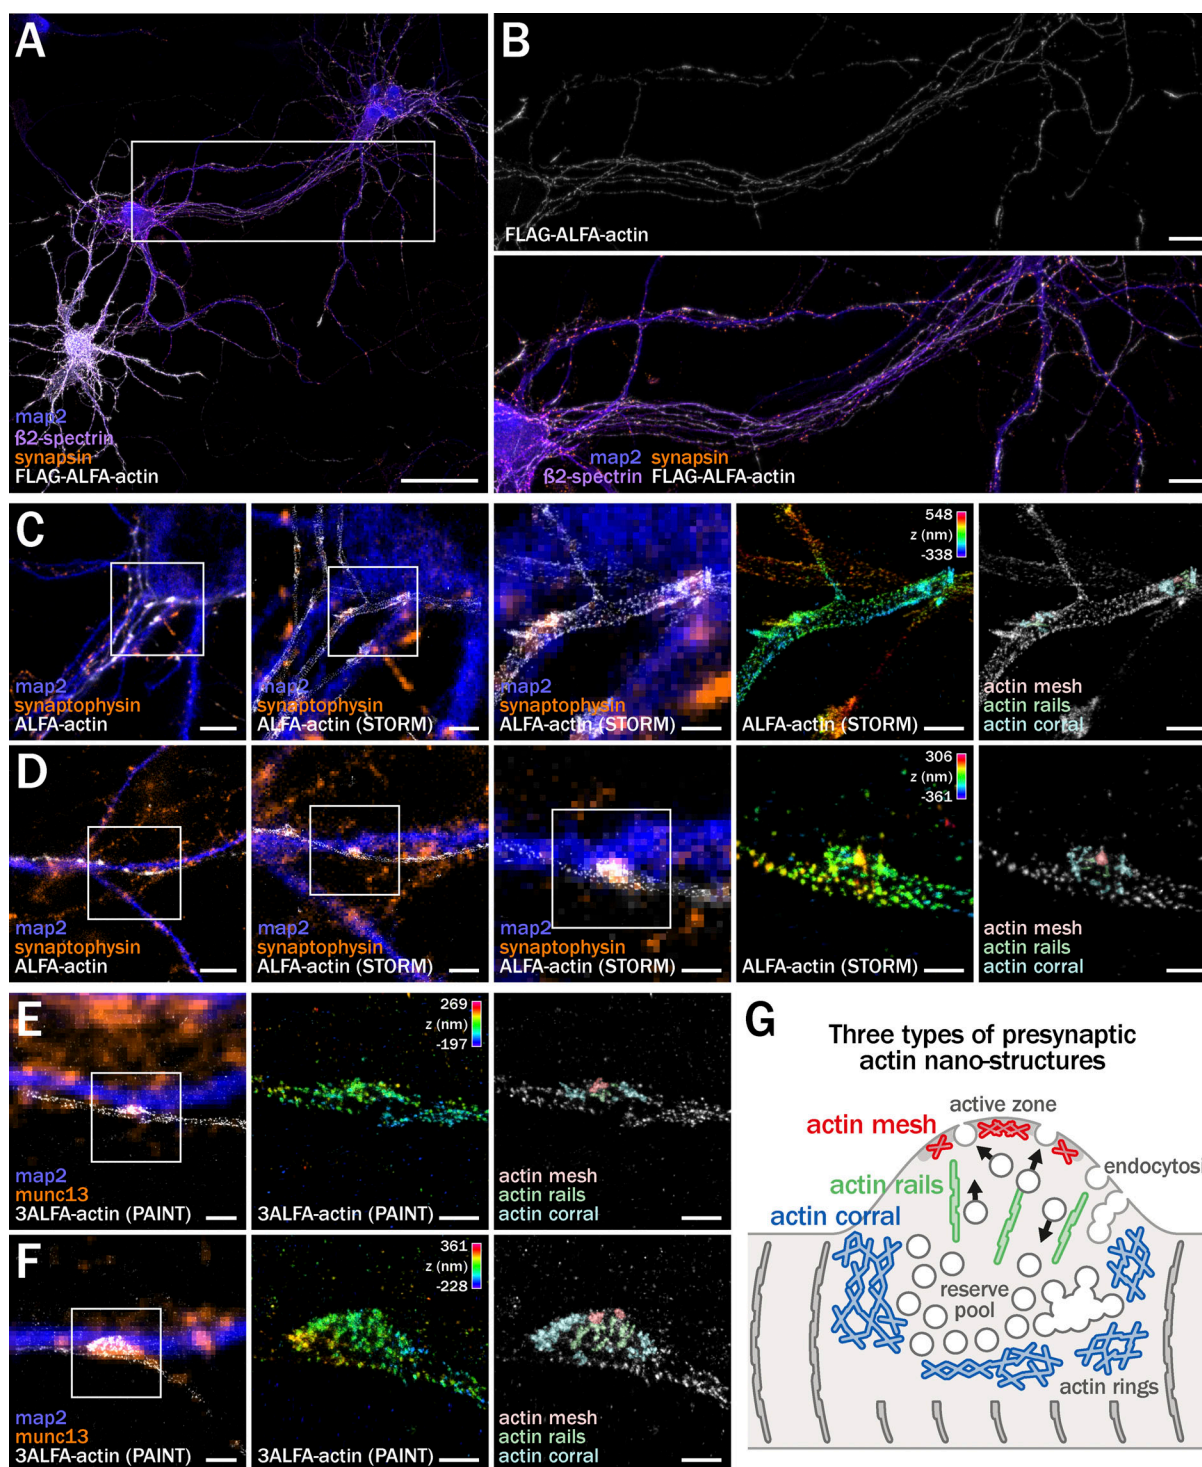 A
map2
ß2-spectrin
synapsin
FLAG-ALFA-actin
B
FLAG-ALFA-actin
map2 synapsin
ß2-spectrin FLAG-ALFA-actin
C
map2
synaptophysin
ALFA-actin
map2
synaptophysin
ALFA-actin (STORM)
map2
synaptophysin
ALFA-actin (STORM)
548
z (nm)
-338
ALFA-actin (STORM)
actin mesh
actin rails
actin corral
D
map2
synaptophysin
ALFA-actin
map2
synaptophysin
ALFA-actin (STORM)
map2
synaptophysin
ALFA-actin (STORM)
306
z (nm)
-361
ALFA-actin (STORM)
actin mesh
actin rails
actin corral
E
map2
munc13
3ALFA-actin (PAINT)
269
z (nm)
-197
3ALFA-actin (PAINT)
actin mesh
actin rails
actin corral
F
map2
munc13
3ALFA-actin (PAINT)
361
z (nm)
-228
3ALFA-actin (PAINT)
actin mesh
actin rails
actin corral
G
Three types of presynaptic
actin nano-structures
active zone
actin mesh
endocytosi
actin rails
actin corral
reserve
pool
actin rings